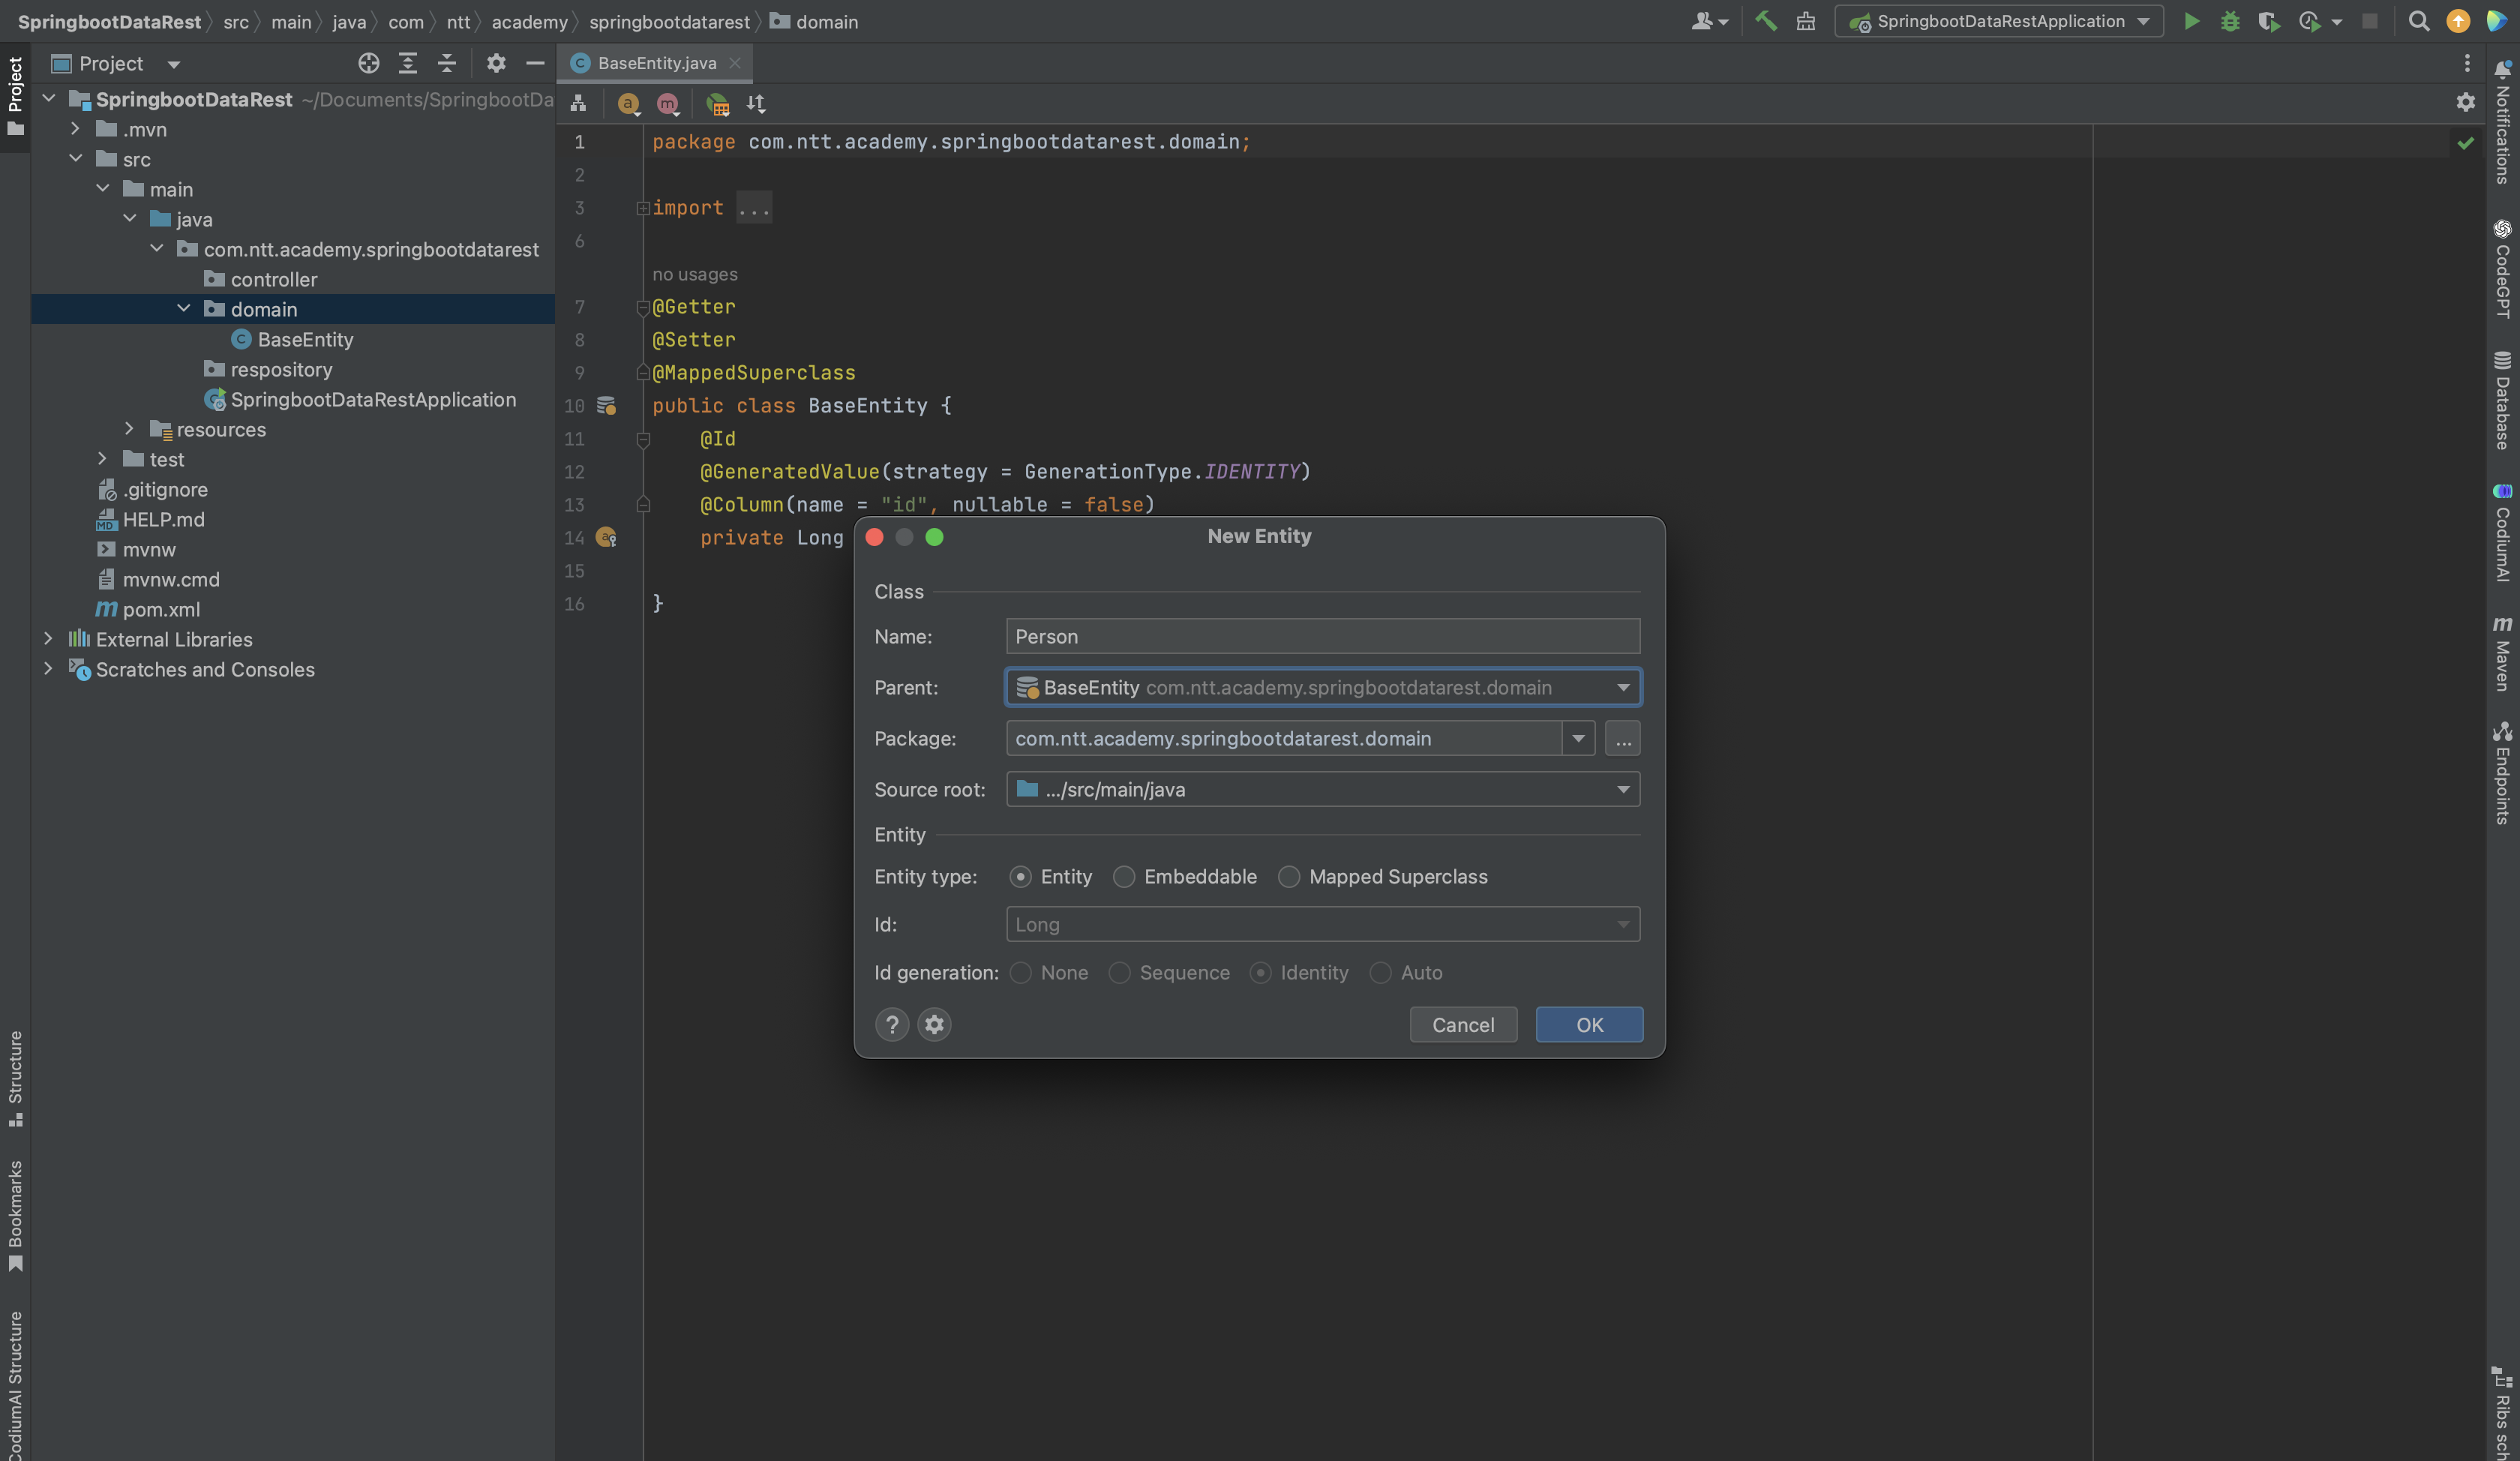 SpringbootDataRest src main java com ntt academy springbootdatarest domain
SpringbootDataRestApplication
Project
BaseEntity.java
Project
SpringbootDataRest ~/Documents/SpringbootDa
.mvn
src
main
java
com.ntt.academy.springbootdatarest
controller
domain
BaseEntity
respository
SpringbootDataRestApplication
resources
test
.gitignore
HELP.md
mvnw
mvnw.cmd
pom.xml
External Libraries
Scratches and Consoles
Structure
Bookmarks
CodiumAI Structure
1 package com.ntt.academy.springbootdatarest.domain;
2
3 import ...
6
no usages
7 @Getter
8 @Setter
9 @MappedSuperclass
10 public class BaseEntity {
11 @Id
12 @GeneratedValue(strategy = GenerationType.IDENTITY)
13 @Column(name = "id", nullable = false)
14 private Long
15
16 }
New Entity
Class
Name: Person
Parent: BaseEntity com.ntt.academy.springbootdatarest.domain
Package: com.ntt.academy.springbootdatarest.domain ...
Source root: .../src/main/java
Entity
Entity type: Entity Embeddable Mapped Superclass
Id: Long
Id generation: None Sequence Identity Auto
? Cancel OK
Notifications
CodeGPT
Database
CodiumAI
Maven
Endpoints
Ribs sch